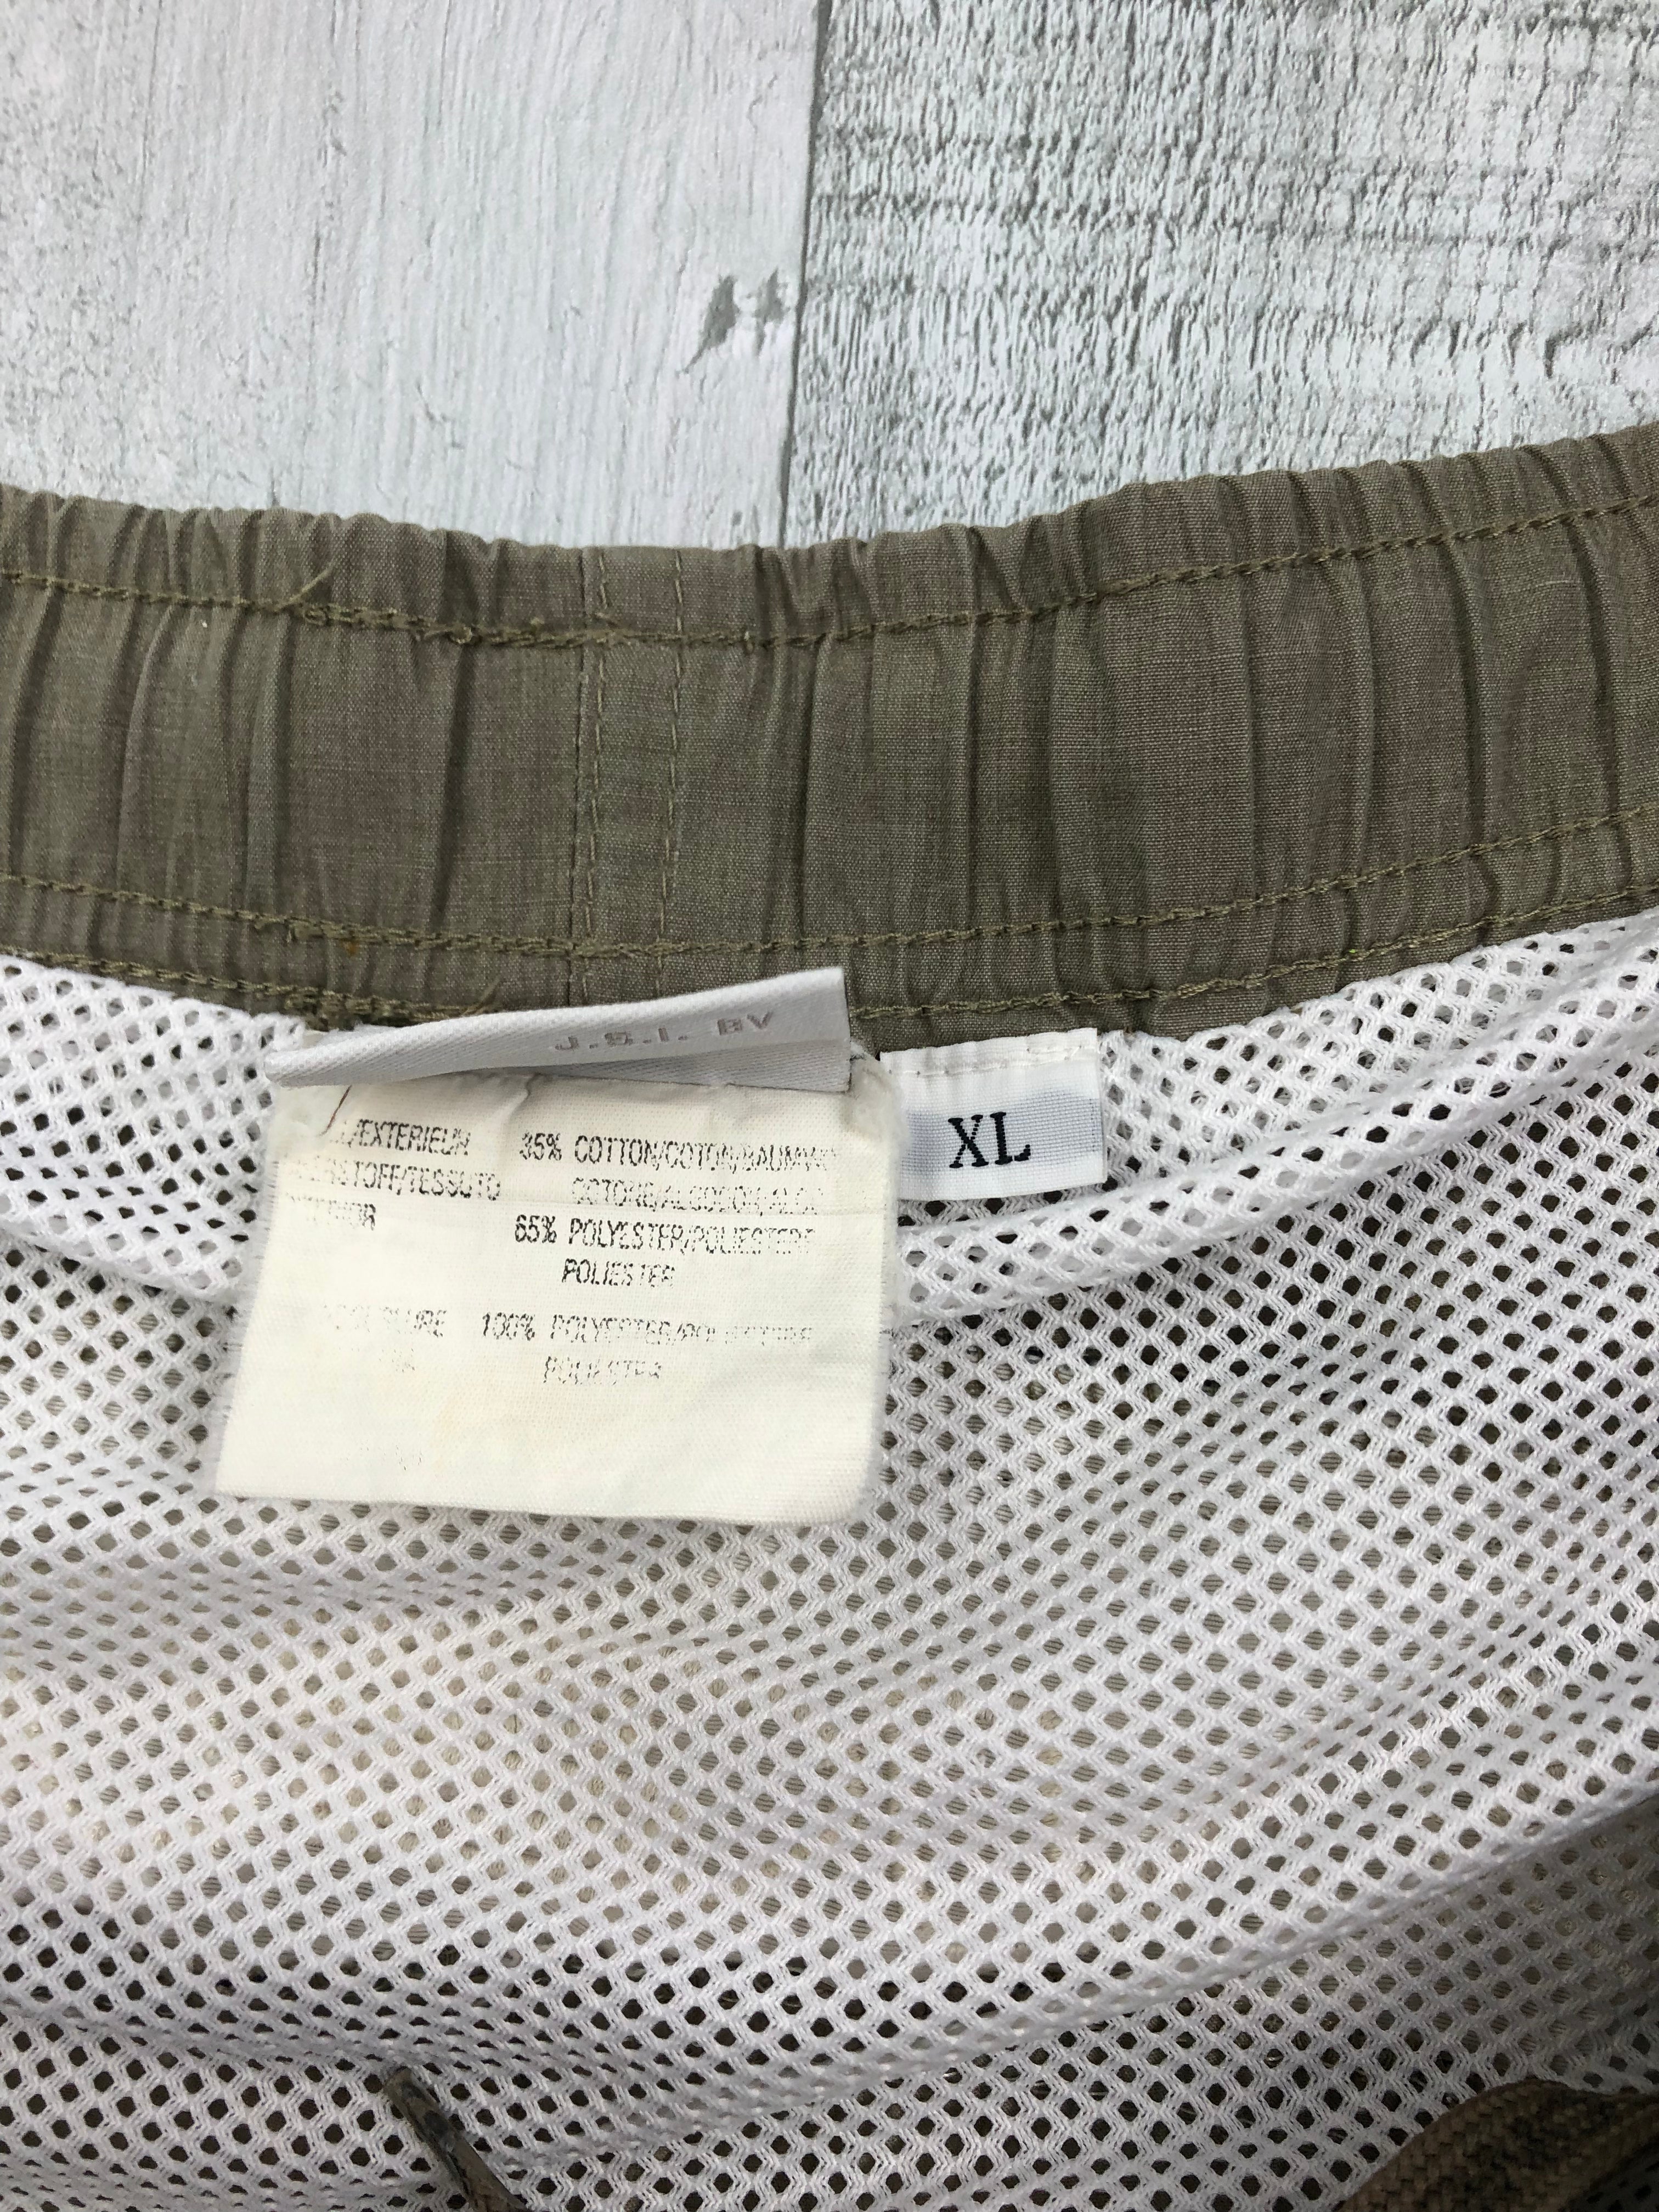 J.S.I. BV
XL
/EXTERIEUR 35% COTTON/COTON/BAUMWO
STOFF/TESSUTO
65% POLYESTER/POLIESTERE
POLIESTER
100% POLYESTER/
POLIESTER